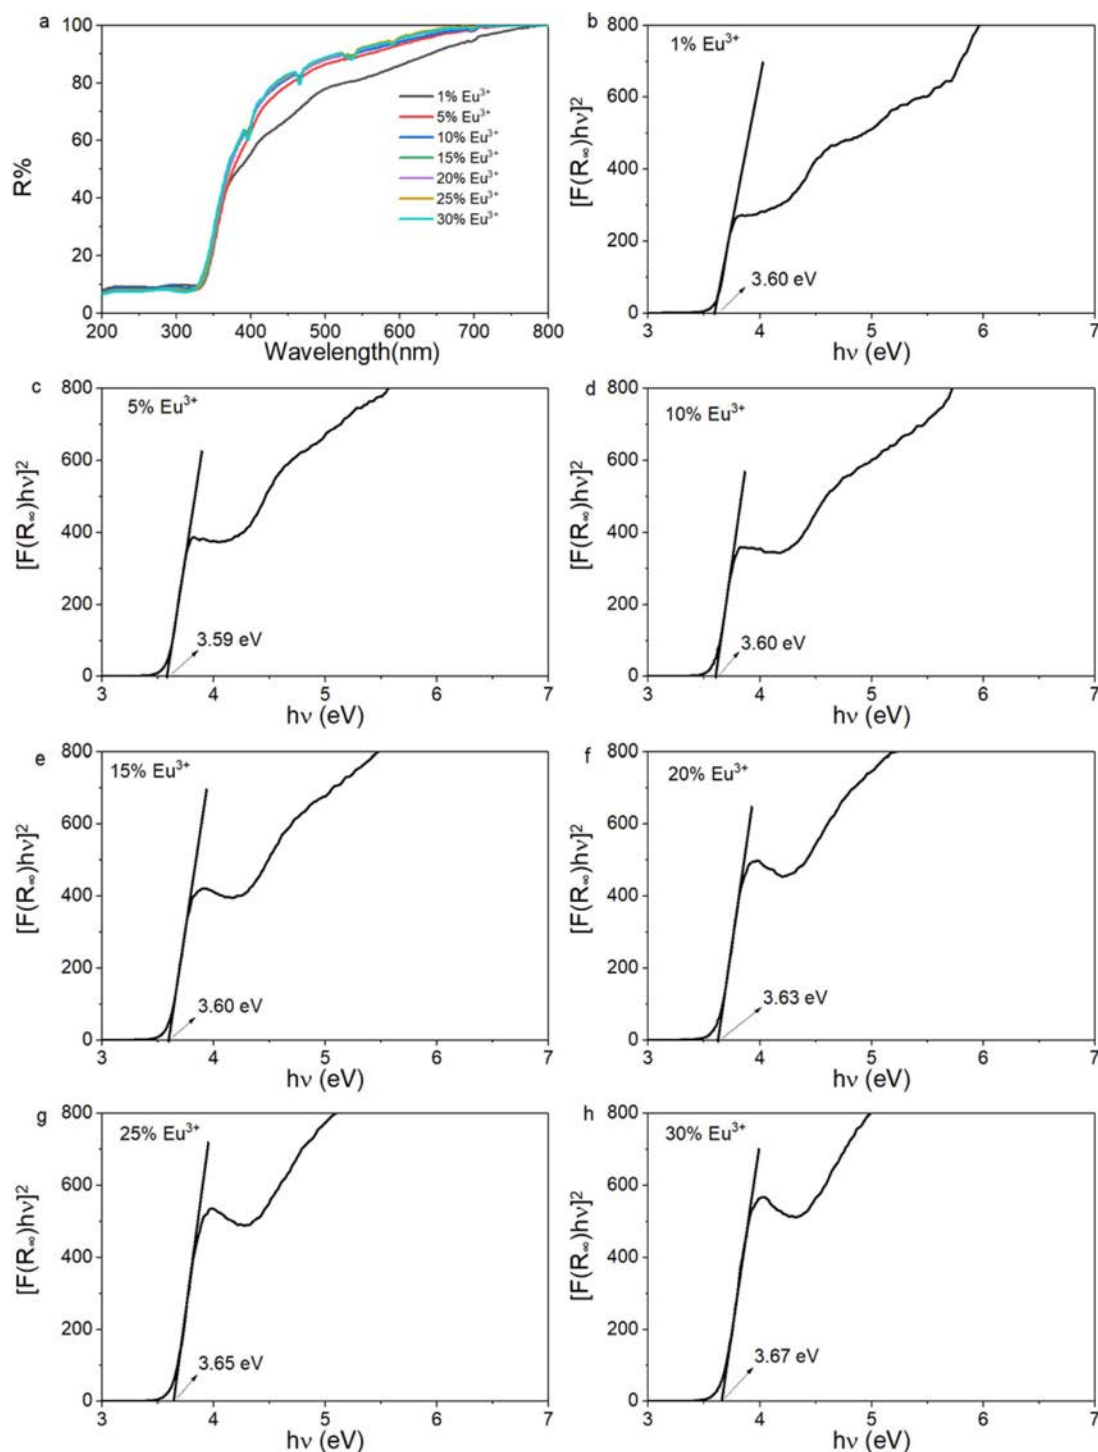 a
100
80
60
40
20
0
R%
1% Eu³⁺
5% Eu³⁺
10% Eu³⁺
15% Eu³⁺
20% Eu³⁺
25% Eu³⁺
30% Eu³⁺
200 300 400 500 600 700 800
Wavelength(nm)
b
1% Eu³⁺
800
600
400
200
0
[F(R∞)hν]²
3.60 eV
3 4 5 6 7
hν (eV)
c
5% Eu³⁺
800
600
400
200
0
[F(R∞)hν]²
3.59 eV
3 4 5 6 7
hν (eV)
d
10% Eu³⁺
800
600
400
200
0
[F(R∞)hν]²
3.60 eV
3 4 5 6 7
hν (eV)
e
15% Eu³⁺
800
600
400
200
0
[F(R∞)hν]²
3.60 eV
3 4 5 6 7
hν (eV)
f
20% Eu³⁺
800
600
400
200
0
[F(R∞)hν]²
3.63 eV
3 4 5 6 7
hν (eV)
g
25% Eu³⁺
800
600
400
200
0
[F(R∞)hν]²
3.65 eV
3 4 5 6 7
hν (eV)
h
30% Eu³⁺
800
600
400
200
0
[F(R∞)hν]²
3.67 eV
3 4 5 6 7
hν (eV)